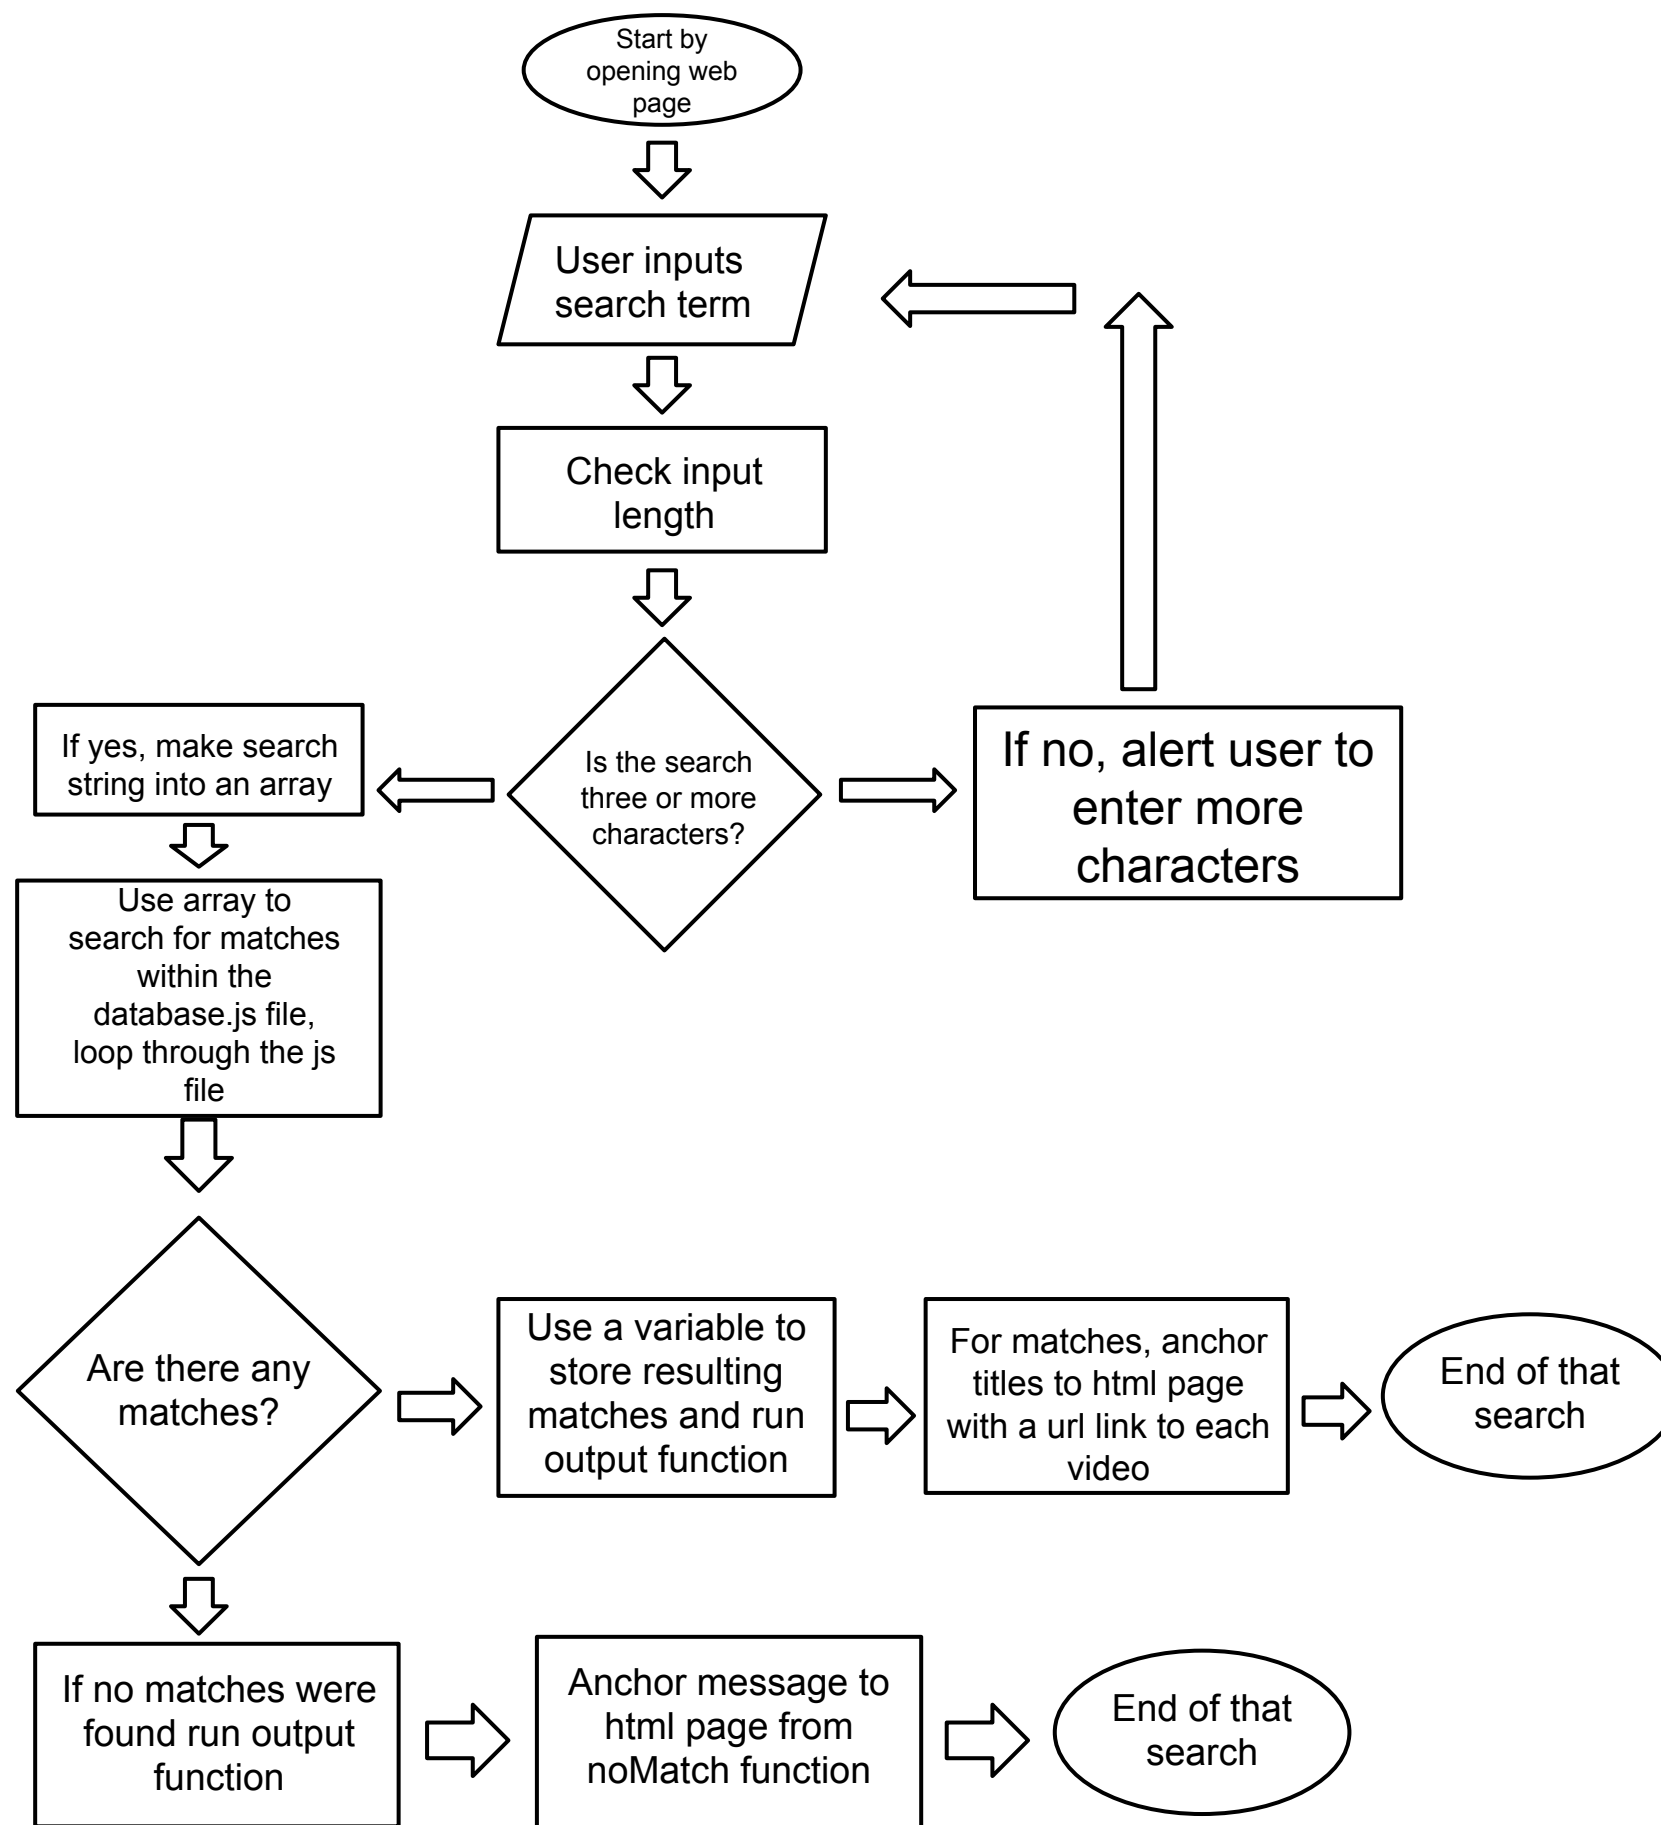 Start by
opening web
page
User inputs
search term
Check input
length
Is the search
three or more
characters?
If no, alert user to
enter more
characters
If yes, make search
string into an array
Use array to
search for matches
within the
database.js file,
loop through the js
file
Are there any
matches?
Use a variable to
store resulting
matches and run
output function
For matches, anchor
titles to html page
with a url link to each
video
End of that
search
If no matches were
found run output
function
Anchor message to
html page from
noMatch function
End of that
search